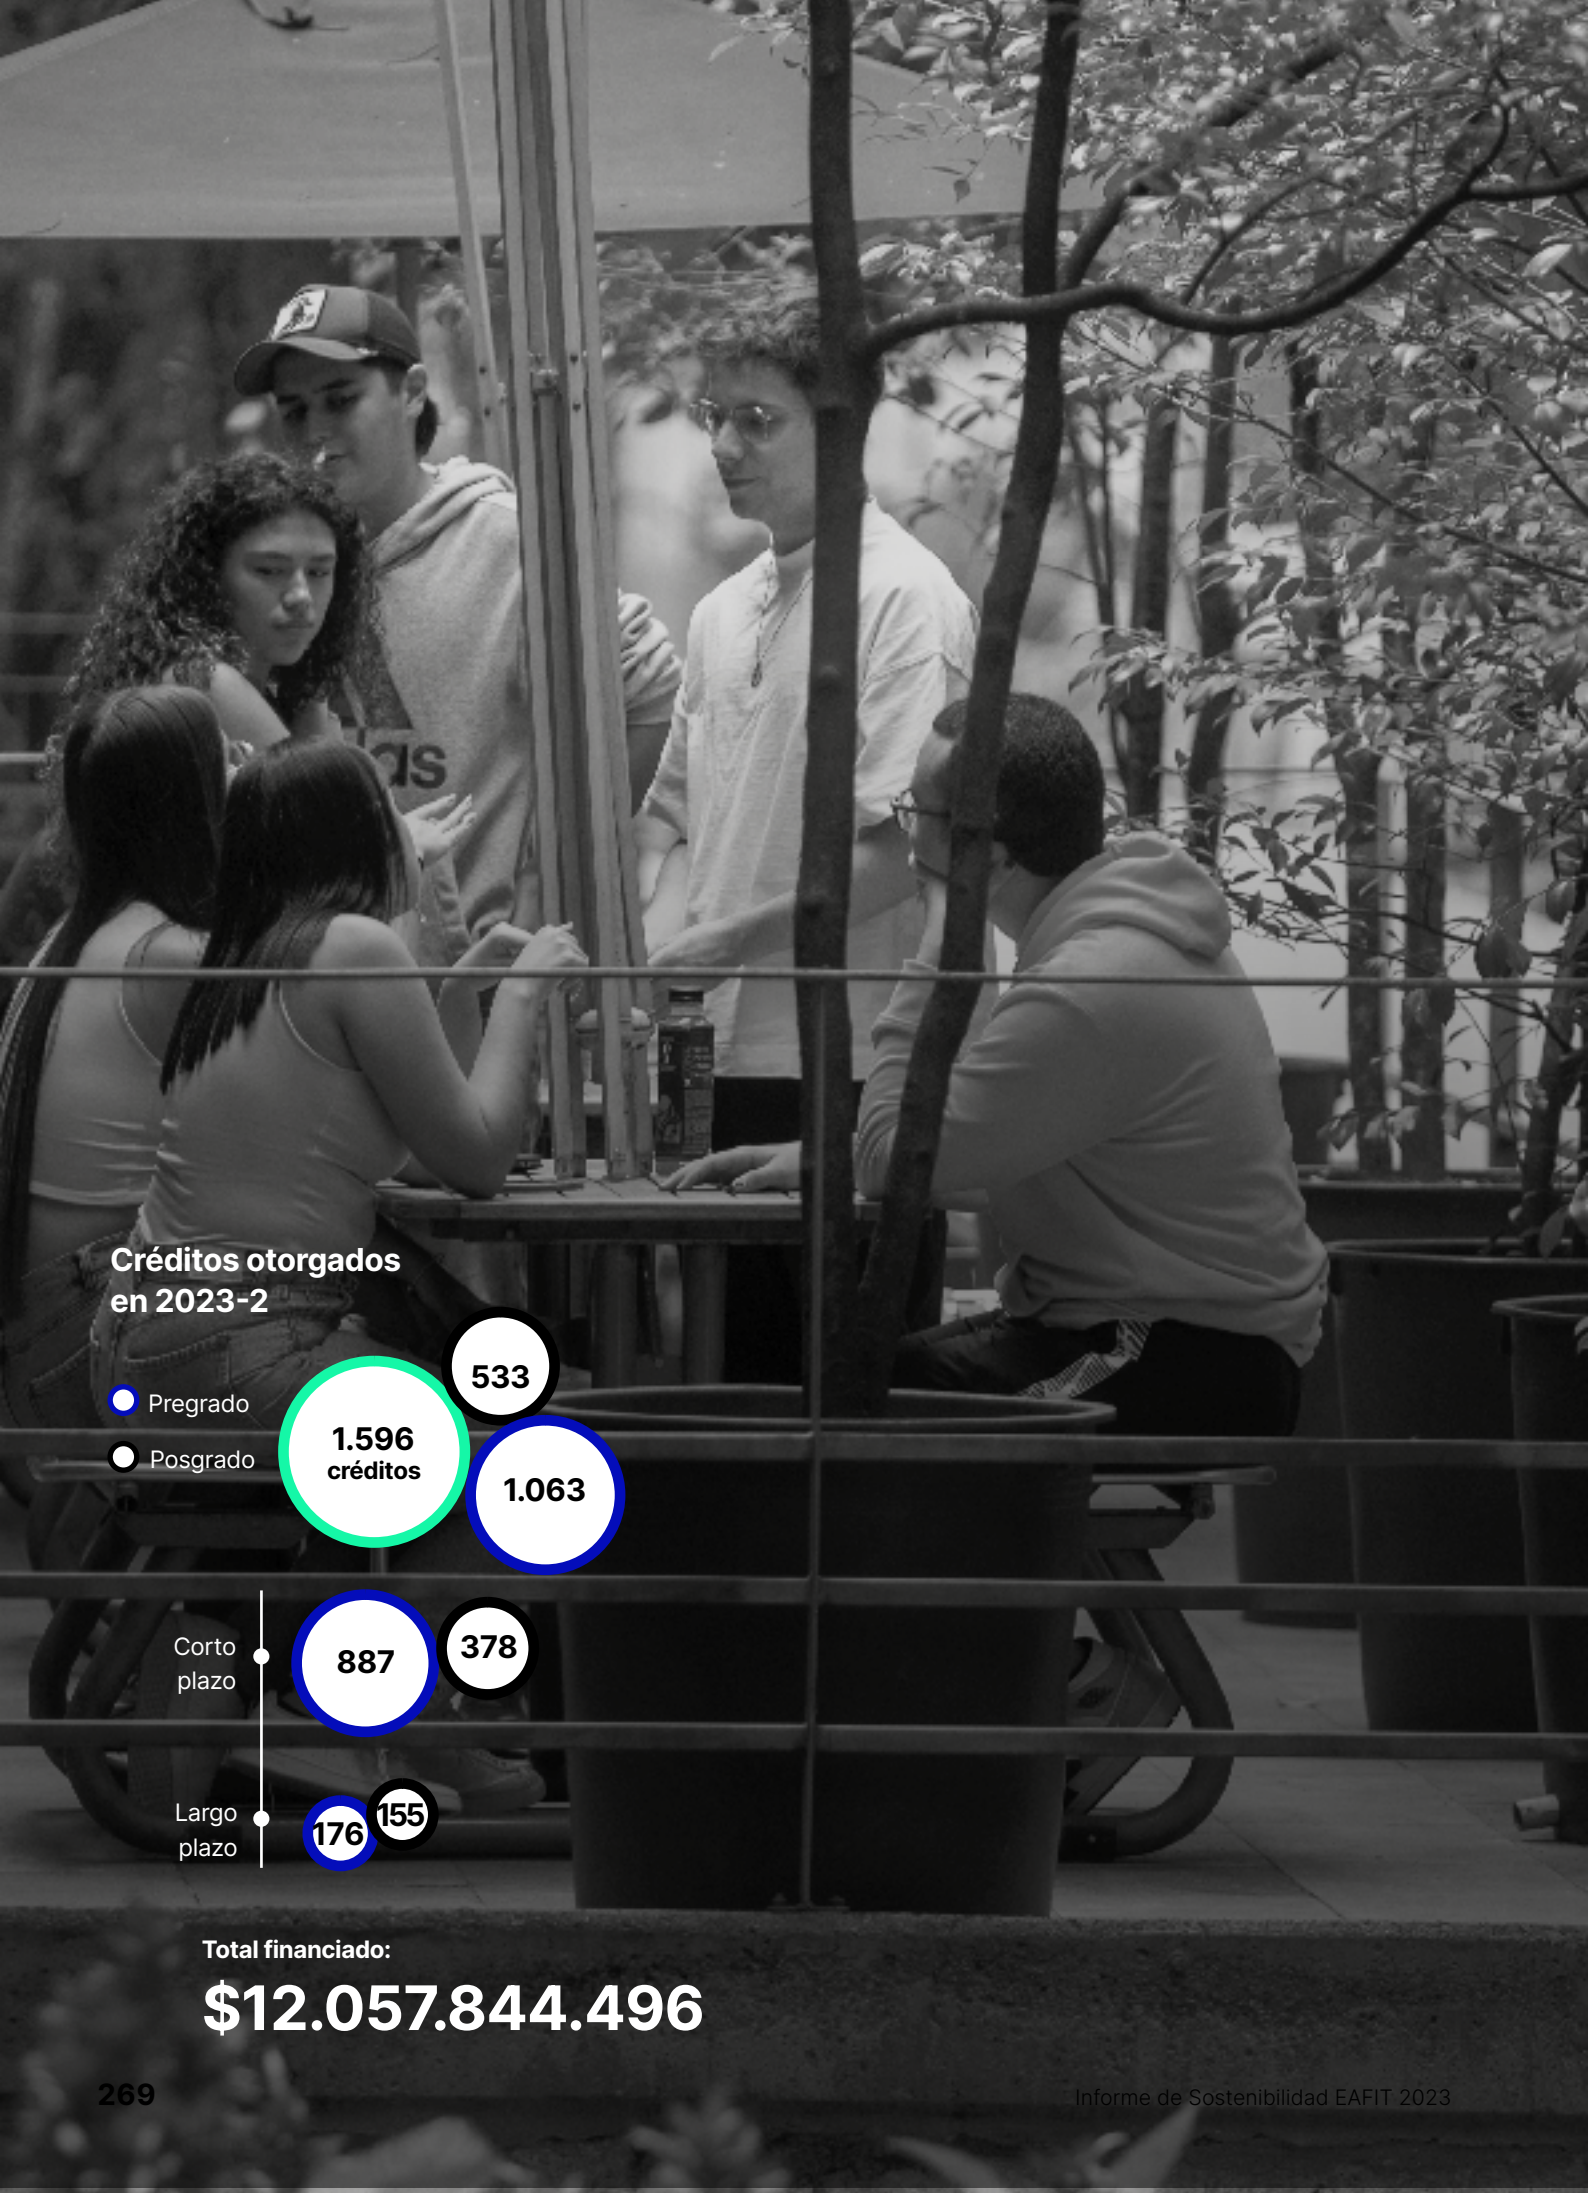 as
Créditos otorgados
en 2023-2
Pregrado
Posgrado
1.596
créditos
533
1.063
Corto
plazo
887
378
Largo
plazo
176
155
Total financiado:
$12.057.844.496
269
Informe de Sostenibilidad EAFIT 2023